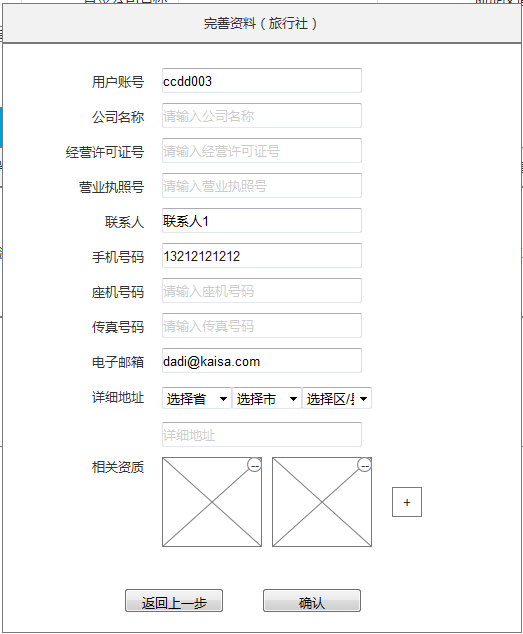 完善资料（旅行社）
用户账号 ccdd003
公司名称 请输入公司名称
经营许可证号 请输入经营许可证号
营业执照号 请输入营业执照号
联系人 联系人1
手机号码 13212121212
座机号码 请输入座机号码
传真号码 请输入传真号码
电子邮箱 dadi@kaisa.com
详细地址 选择省 选择市 选择区/
详细地址
相关资质 -- -- +
返回上一步 确认